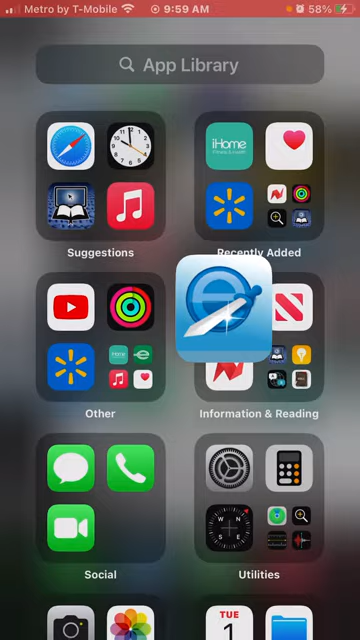 Metro by T-Mobile 9:59 AM 58%
App Library
iHome
Suggestions Recently Added
Other Information & Reading
N
W E
S
Social Utilities
TUE
1